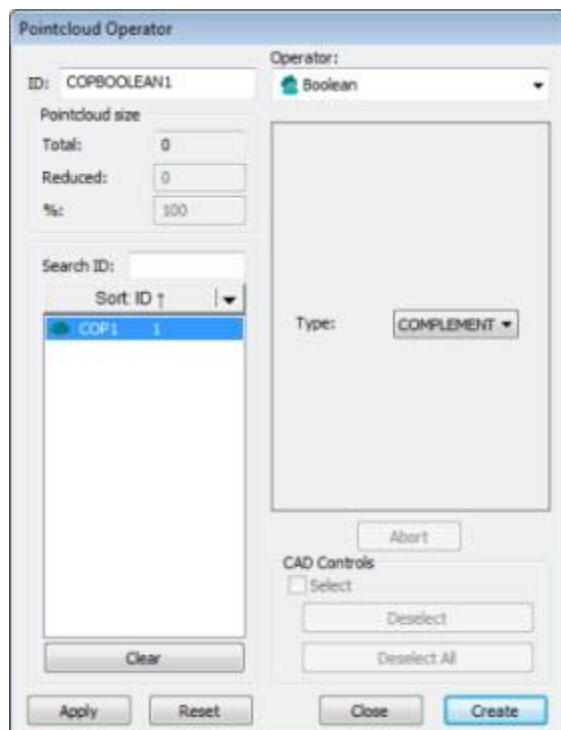 Pointcloud Operator
Operator:
ID: COPBOOLEAN1
Boolean
Pointcloud size
Total: 0
Reduced: 0
%: 100
Search ID:
Sort ID ↑
COP1 1
Type: COMPLEMENT
Abort
CAD Controls
Select
Deselect
Deselect All
Clear
Apply Reset Close Create